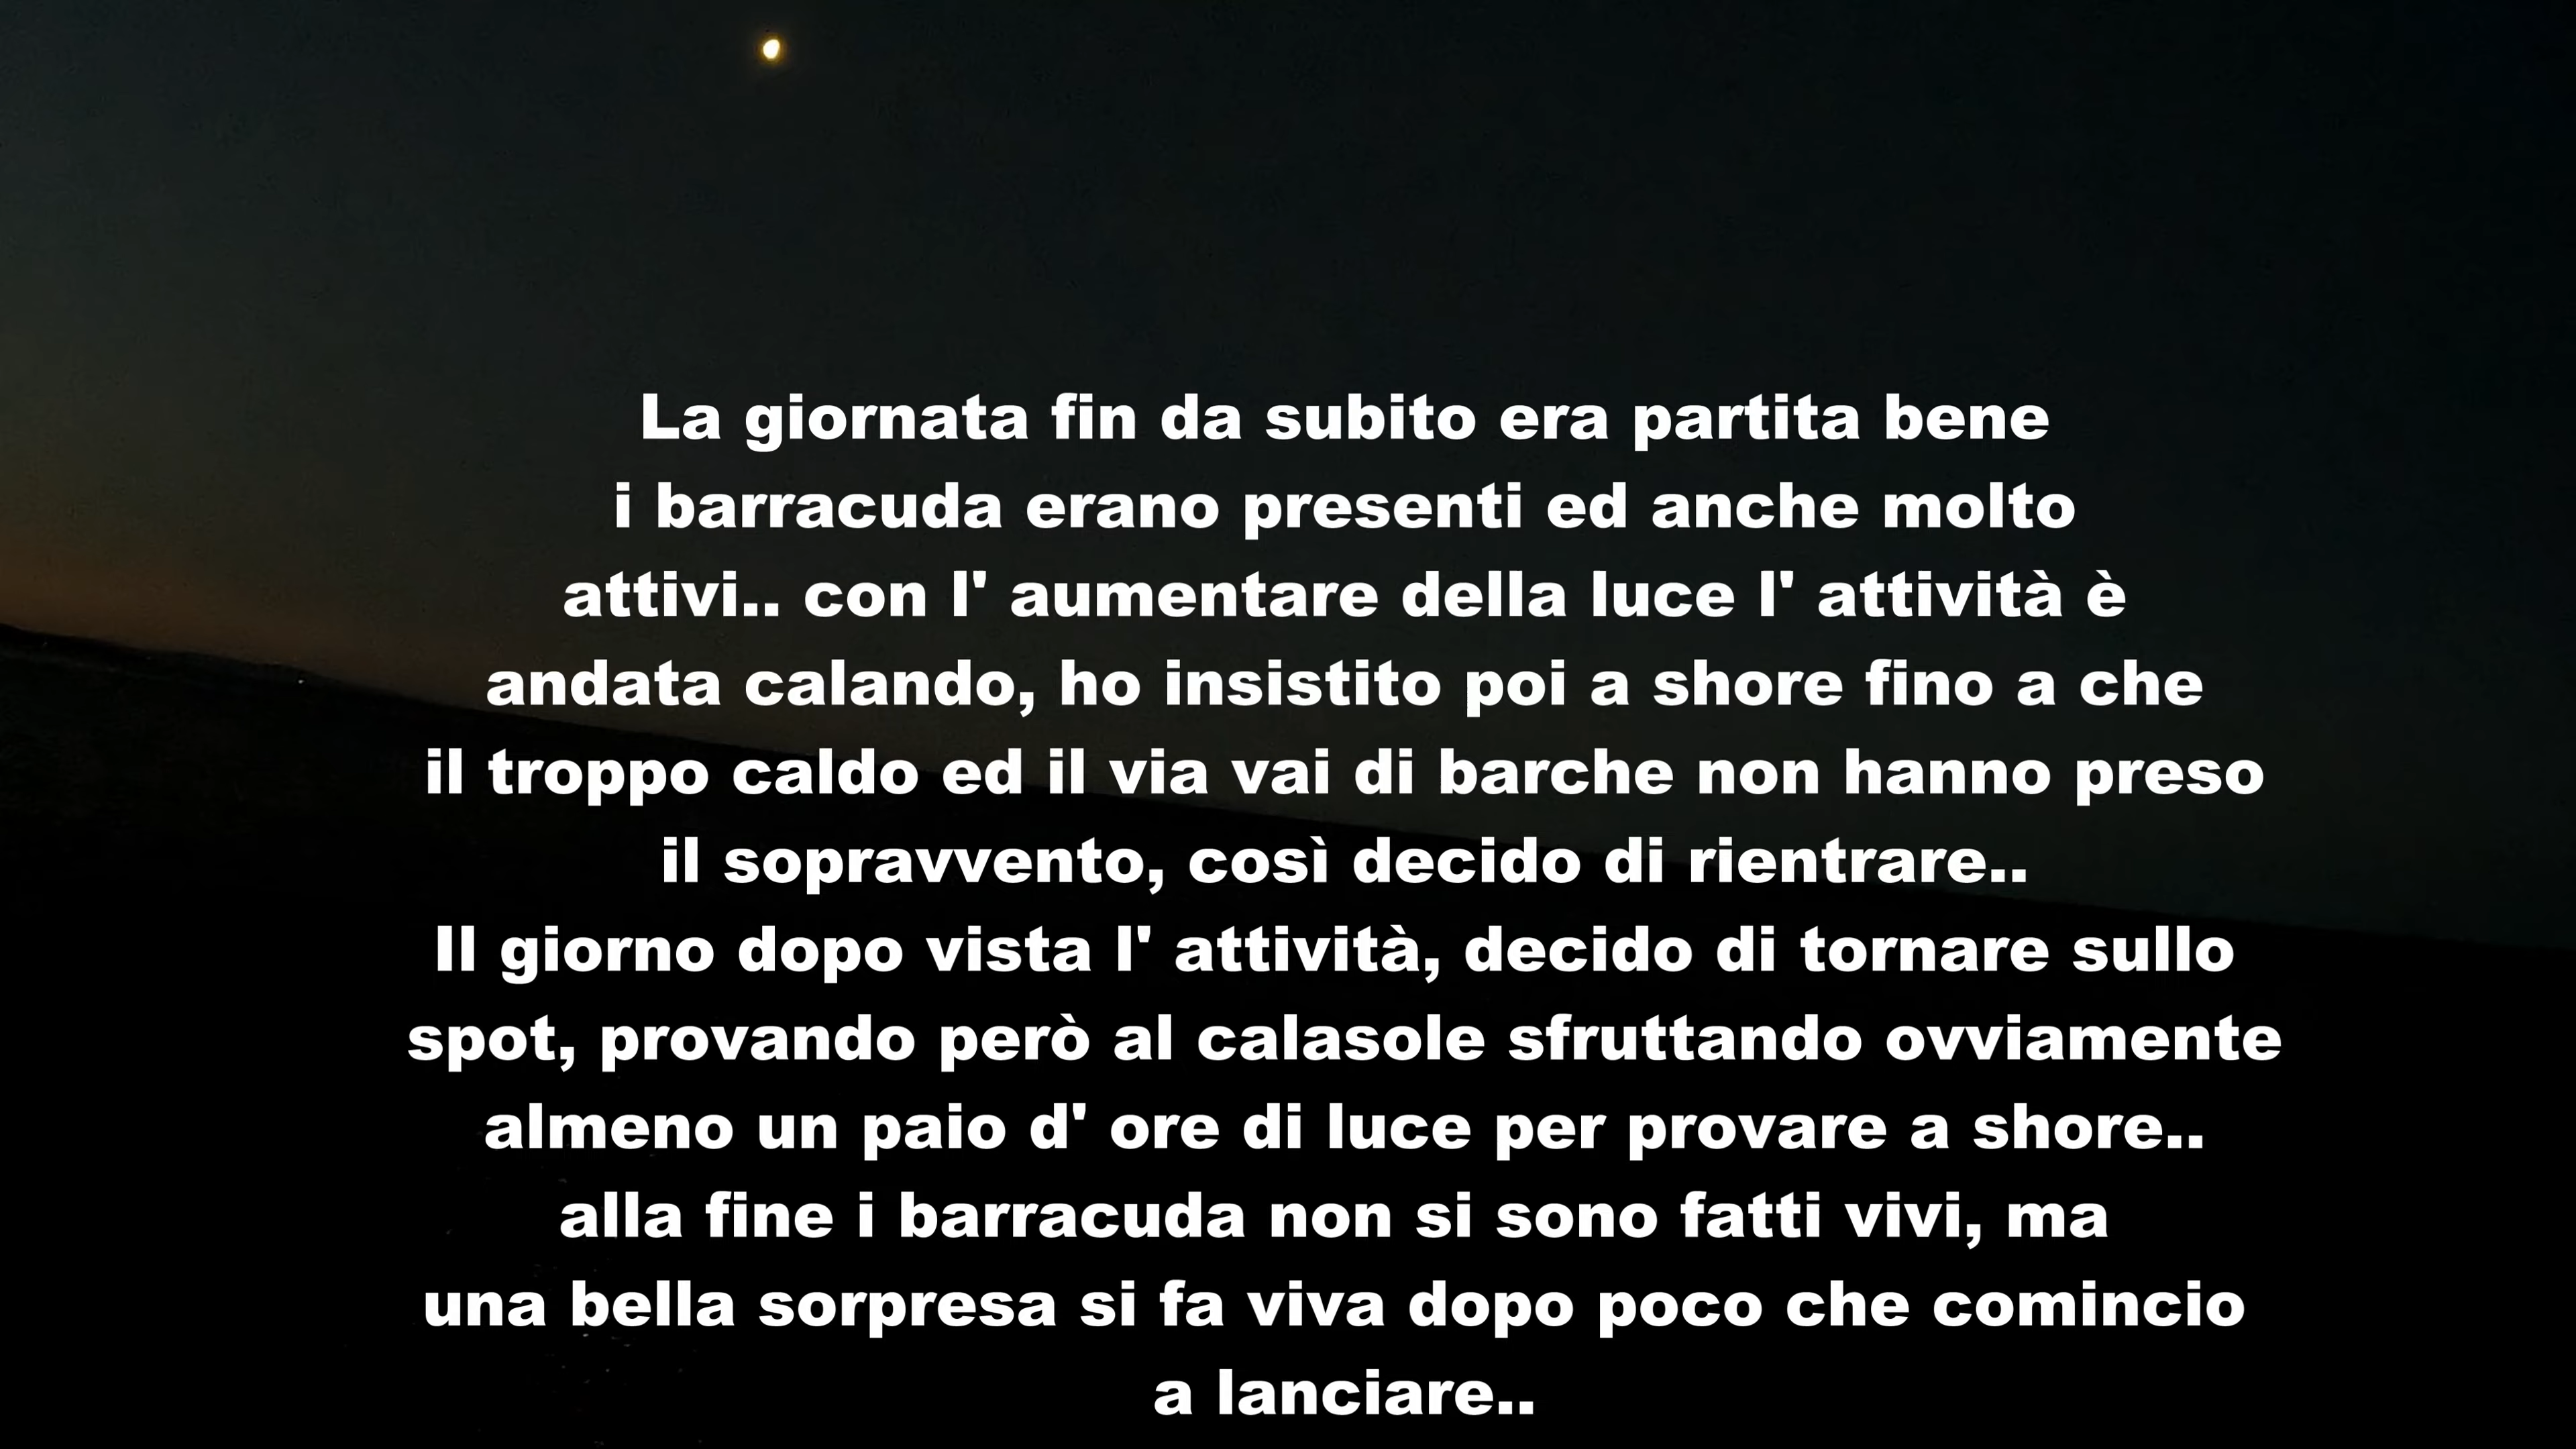 La giornata fin da subito era partita bene
i barracuda erano presenti ed anche molto
attivi.. con l' aumentare della luce l' attività è
andata calando, ho insistito poi a shore fino a che
il troppo caldo ed il via vai di barche non hanno preso
il sopravvento, così decido di rientrare..
Il giorno dopo vista l' attività, decido di tornare sullo
spot, provando però al calasole sfruttando ovviamente
almeno un paio d' ore di luce per provare a shore..
alla fine i barracuda non si sono fatti vivi, ma
una bella sorpresa si fa viva dopo poco che comincio
a lanciare..